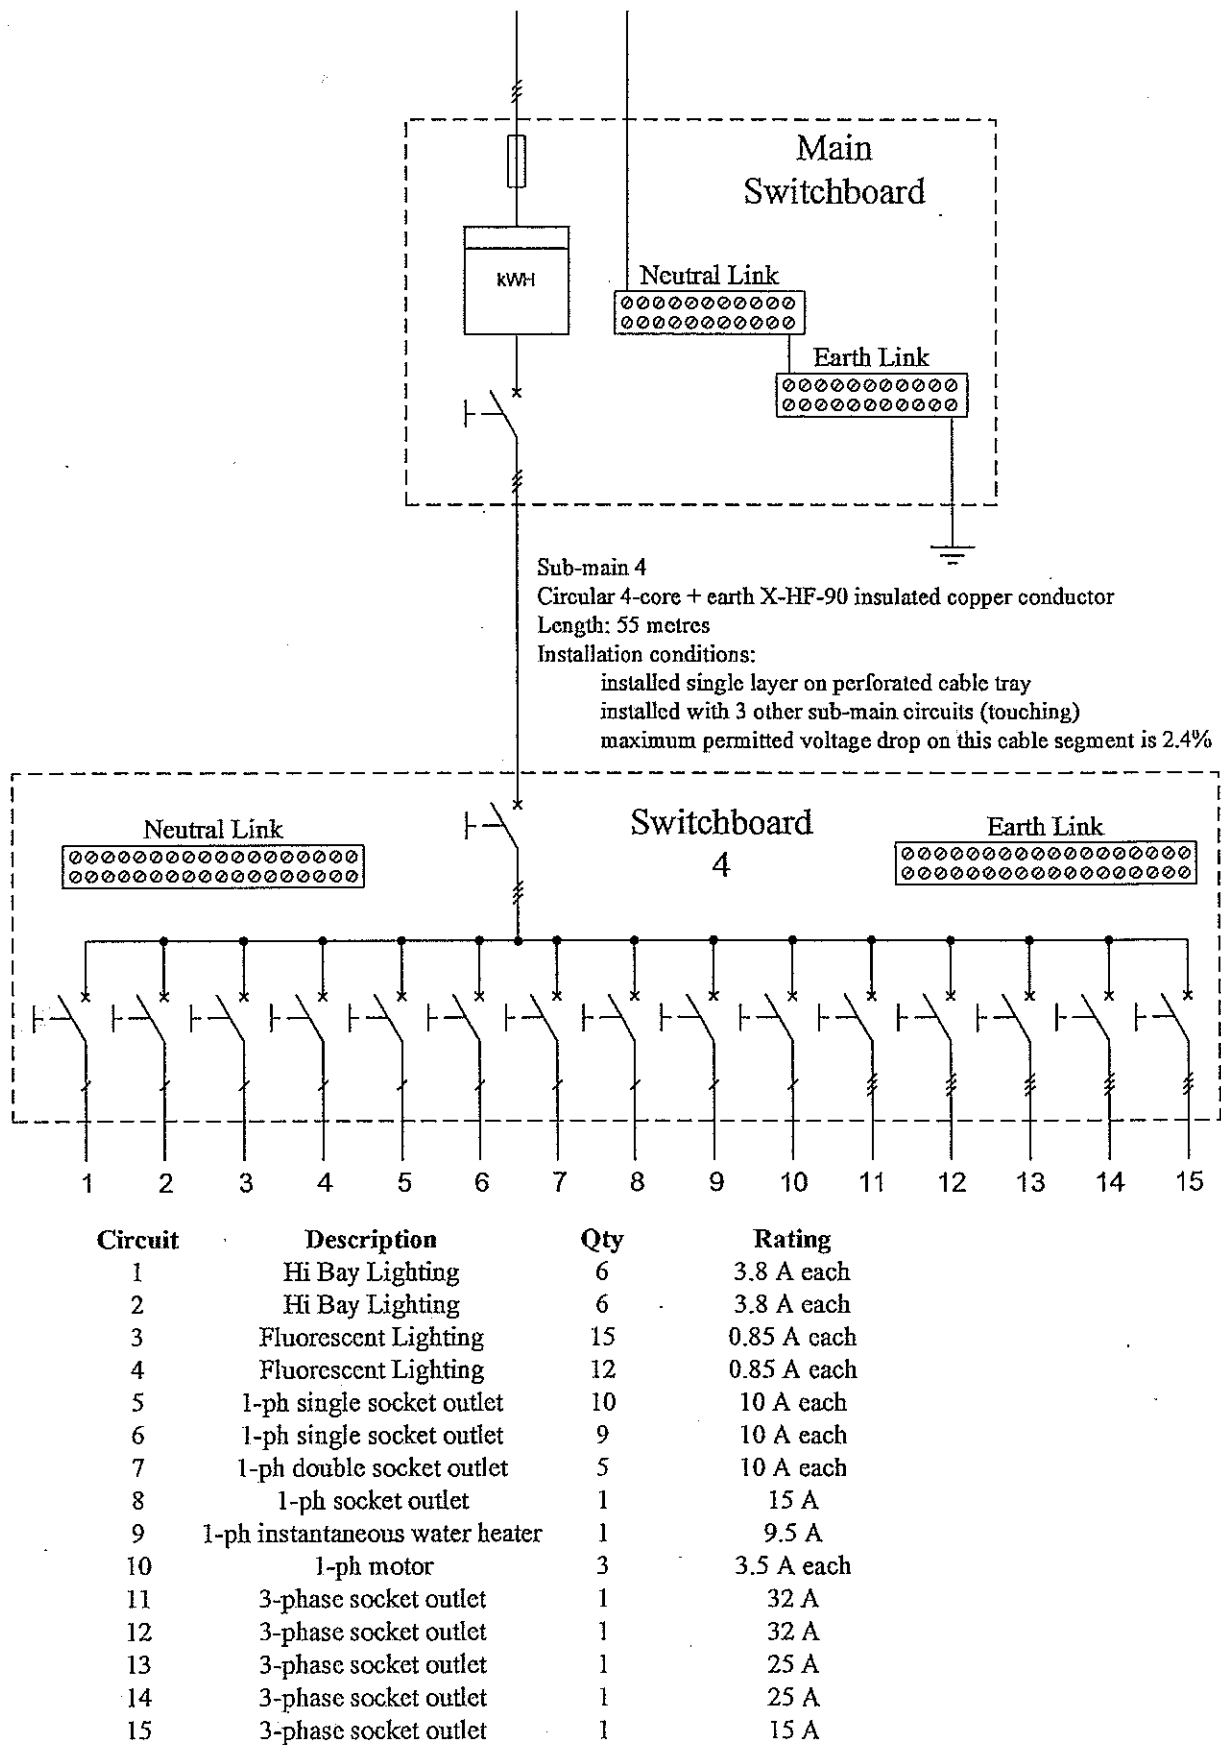 Main
Switchboard
kWH
Neutral Link
Earth Link
Sub-main 4
Circular 4-core + earth X-HF-90 insulated copper conductor
Length: 55 metres
Installation conditions:
installed single layer on perforated cable tray
installed with 3 other sub-main circuits (touching)
maximum permitted voltage drop on this cable segment is 2.4%
Neutral Link
Switchboard
4
Earth Link
1 2 3 4 5 6 7 8 9 10 11 12 13 14 15
Circuit Description Qty Rating
1 Hi Bay Lighting 6 3.8 A each
2 Hi Bay Lighting 6 3.8 A each
3 Fluorescent Lighting 15 0.85 A each
4 Fluorescent Lighting 12 0.85 A each
5 1-ph single socket outlet 10 10 A each
6 1-ph single socket outlet 9 10 A each
7 1-ph double socket outlet 5 10 A each
8 1-ph socket outlet 1 15 A
9 1-ph instantaneous water heater 1 9.5 A
10 1-ph motor 3 3.5 A each
11 3-phase socket outlet 1 32 A
12 3-phase socket outlet 1 32 A
13 3-phase socket outlet 1 25 A
14 3-phase socket outlet 1 25 A
15 3-phase socket outlet 1 15 A